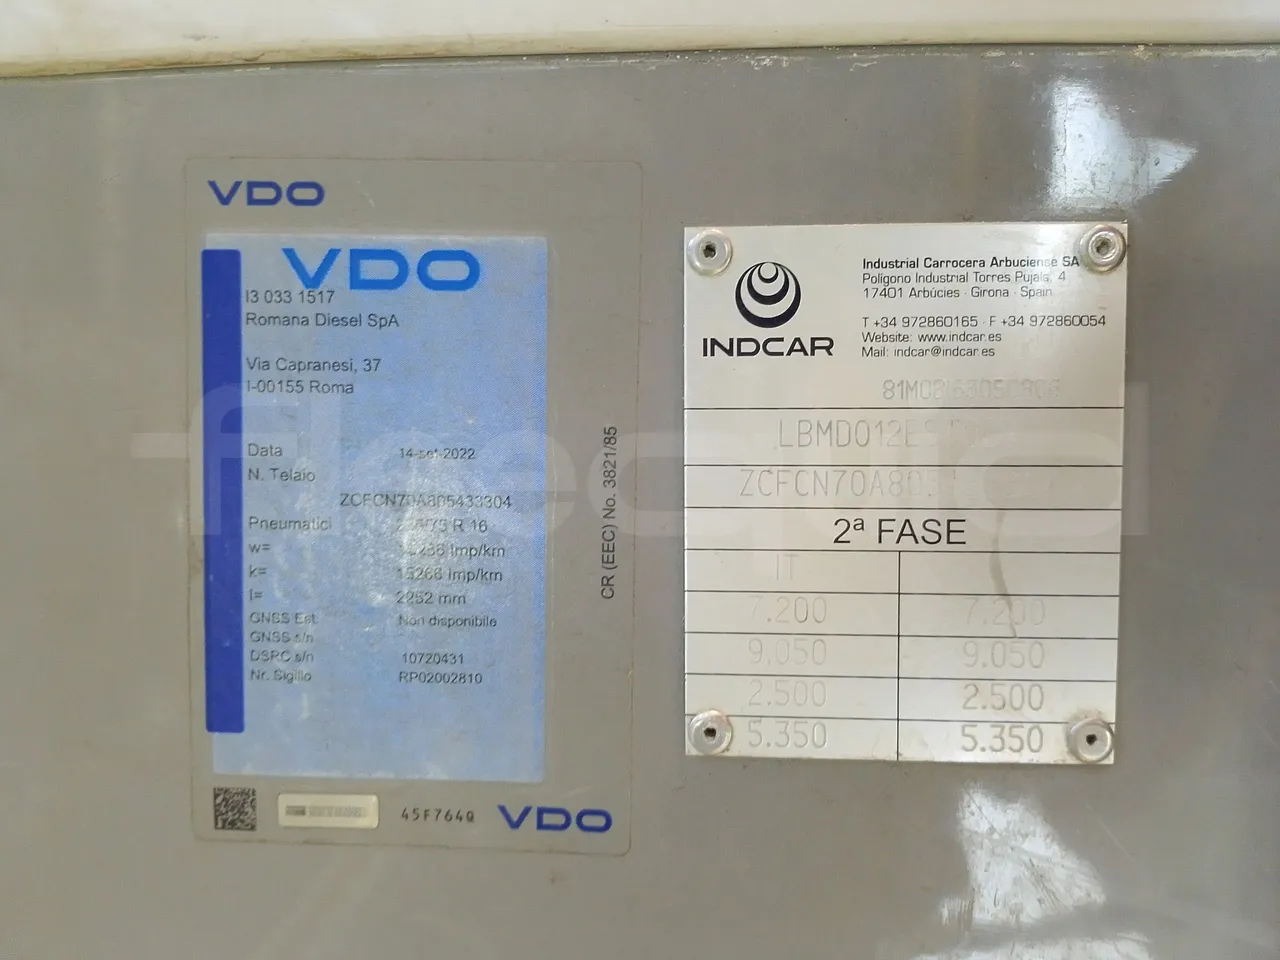 VDO
VDO
I3 033 1517
Romana Diesel SpA
Via Capranesi, 37
I-00155 Roma
Data 14-set-2022
N. Telaio
ZCFCN70A805433304
Pneumatici R 16
w= Imp/km
k= 15266 Imp/km
l= 2252 mm
GNSS Est. Non disponibile
GNSS s/n
DSRC s/n 10720431
Nr. Sigillo RP02002810
CR (EEC) No. 3821/85
45F764Q
VDO
INDCAR
Industrial Carrocera Arbuciense SA
Polígono Industrial Torres Pujals, 4
17401 Arbúcies - Girona - Spain
T +34 972860165 - F +34 972860054
Website: www.indcar.es
Mail: indcar@indcar.es
2ª FASE
IT
7.200 7.200
9.050 9.050
2.500 2.500
5.350 5.350